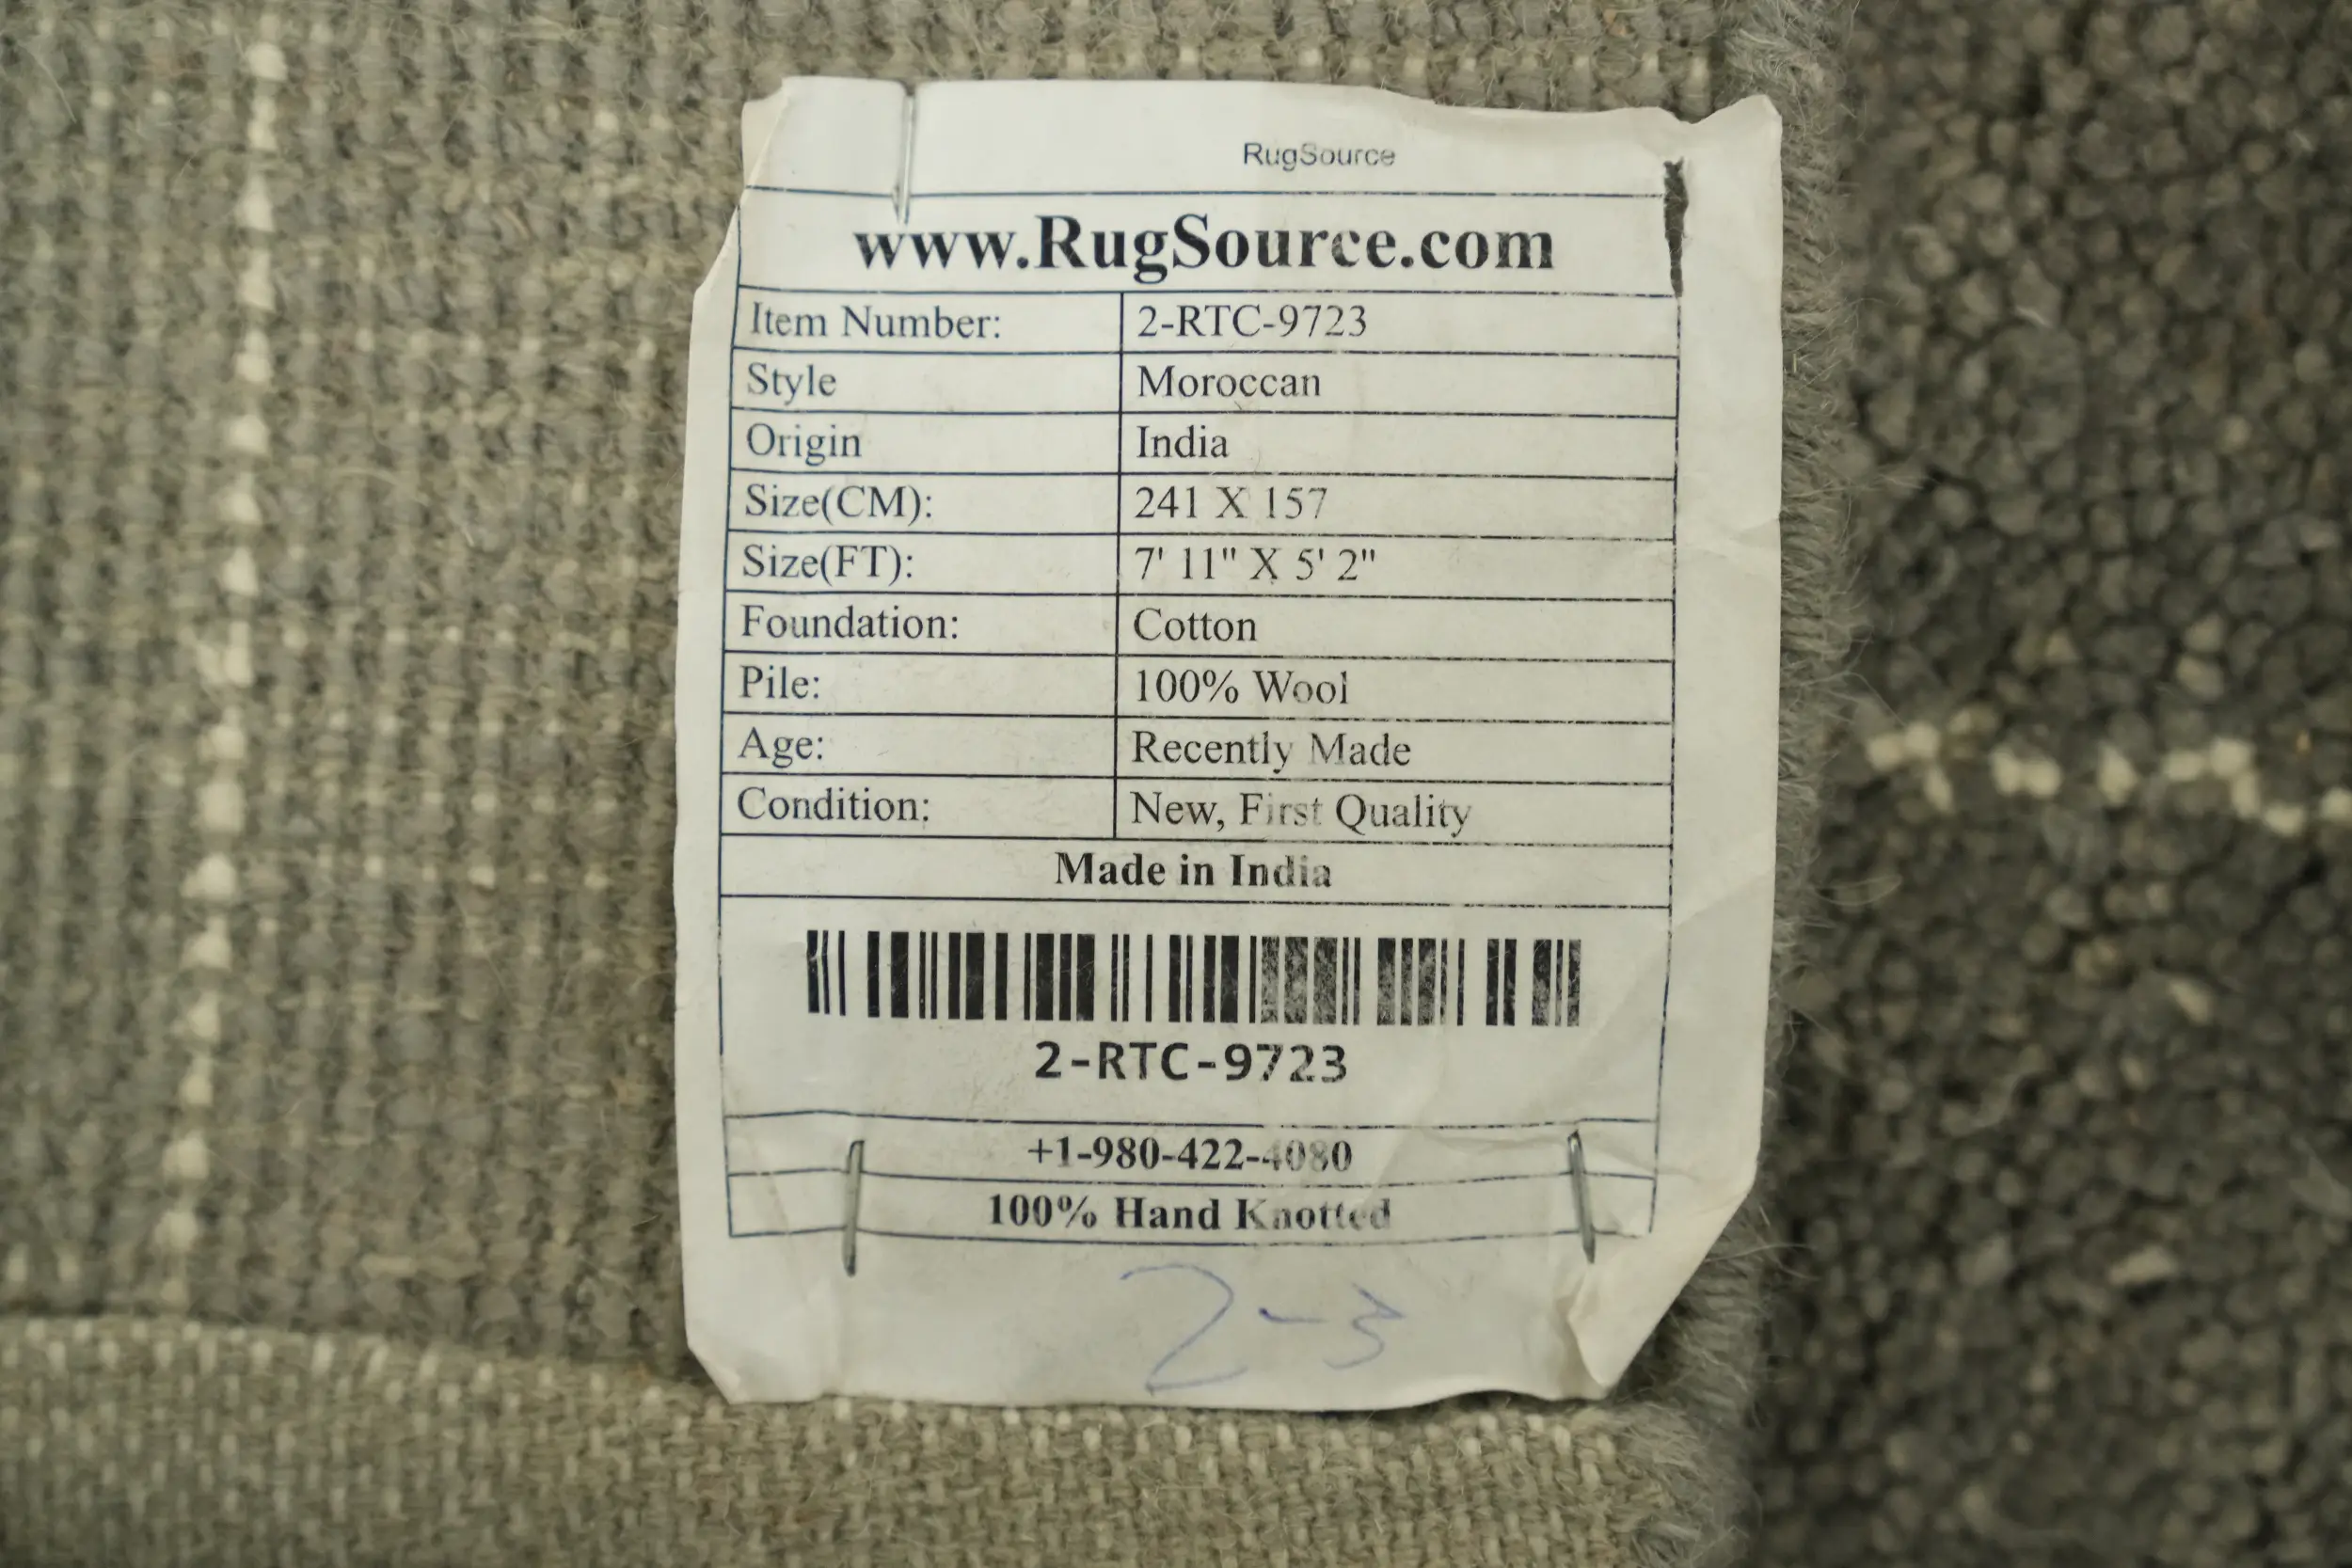 RugSource
www.RugSource.com
Item Number: 2-RTC-9723
Style Moroccan
Origin India
Size(CM): 241 X 157
Size(FT): 7' 11" X 5' 2"
Foundation: Cotton
Pile: 100% Wool
Age: Recently Made
Condition: New, First Quality
Made in India
2-RTC-9723
+1-980-422-4080
100% Hand Knotted
2-3